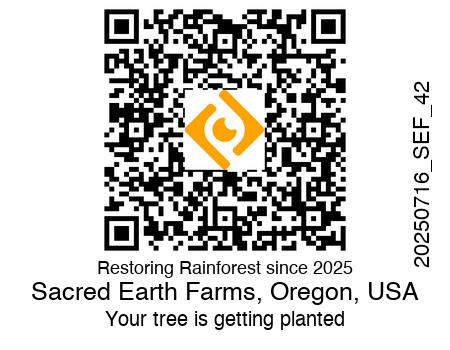 Restoring Rainforest since 2025
Sacred Earth Farms, Oregon, USA
Your tree is getting planted
20250716_SEF_42